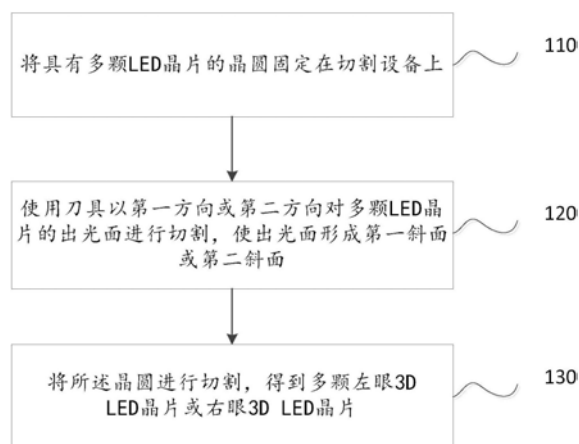 将具有多颗LED晶片的晶圆固定在切割设备上
110
使用刀具以第一方向或第二方向对多颗LED晶
片的出光面进行切割，使出光面形成第一斜面
或第二斜面
120
将所述晶圆进行切割，得到多颗左眼3D
LED晶片或右眼3D LED晶片
130